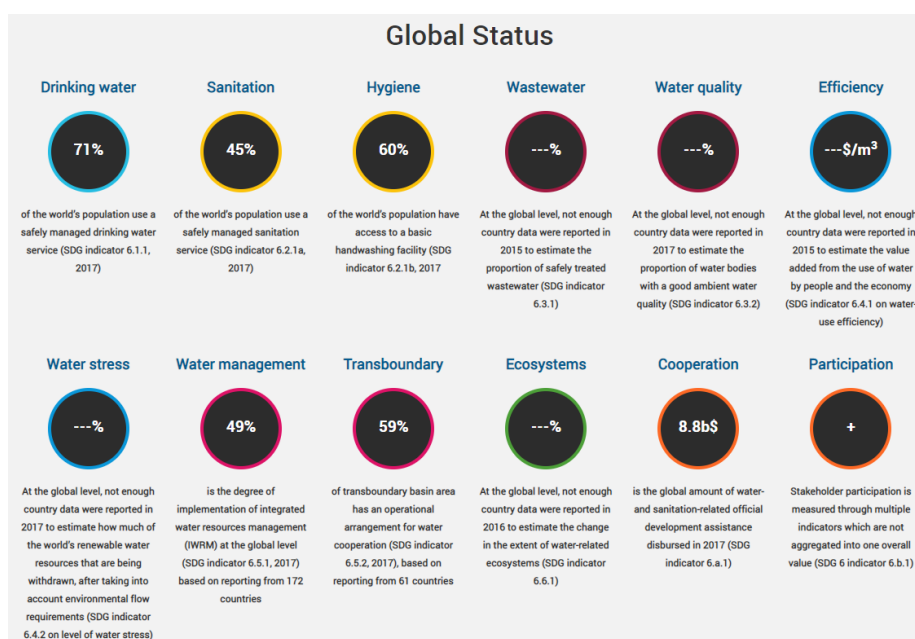 Global Status
Drinking water
71%
of the world's population use a
safely managed drinking water
service (SDG indicator 6.1.1,
2017)
Sanitation
45%
of the world's population use a
safely managed sanitation
service (SDG indicator 6.2.1a,
2017)
Hygiene
60%
of the world's population have
access to a basic
handwashing facility (SDG
indicator 6.2.1b, 2017
Wastewater
---%
At the global level, not enough
country data were reported in
2015 to estimate the
proportion of safely treated
wastewater (SDG indicator
6.3.1)
Water quality
---%
At the global level, not enough
country data were reported in
2017 to estimate the
proportion of water bodies
with a good ambient water
quality (SDG indicator 6.3.2)
Efficiency
---$/m³
At the global level, not enough
country data were reported in
2015 to estimate the value
added from the use of water
by people and the economy
(SDG indicator 6.4.1 on water-
use efficiency)
Water stress
---%
At the global level, not enough
country data were reported in
2017 to estimate how much of
the world's renewable water
resources that are being
withdrawn, after taking into
account environmental flow
requirements (SDG indicator
6.4.2 on level of water stress)
Water management
49%
is the degree of
implementation of integrated
water resources management
(IWRM) at the global level
(SDG indicator 6.5.1, 2017)
based on reporting from 172
countries
Transboundary
59%
of transboundary basin area
has an operational
arrangement for water
cooperation (SDG indicator
6.5.2, 2017), based on
reporting from 61 countries
Ecosystems
---%
At the global level, not enough
country data were reported in
2016 to estimate the change
in the extent of water-related
ecosystems (SDG indicator
6.6.1)
Cooperation
8.8b$
is the global amount of water-
and sanitation-related official
development assistance
disbursed in 2017 (SDG
indicator 6.a.1)
Participation
+
Stakeholder participation is
measured through multiple
indicators which are not
aggregated into one overall
value (SDG 6 indicator 6.b.1)